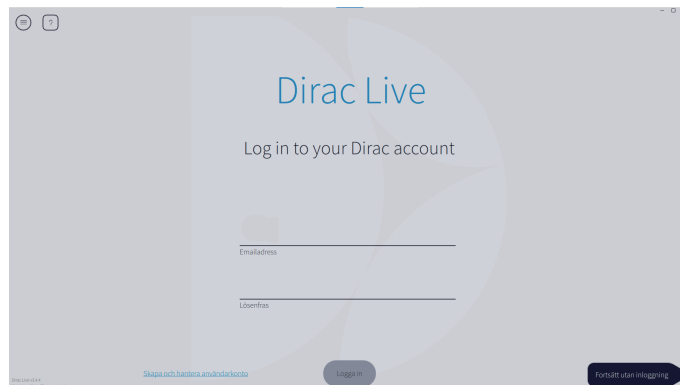 ?
Dirac Live
Log in to your Dirac account
Emailadress
Lösenfras
Skapa och hantera användarkonto
Logga in
Fortsätt utan inloggning